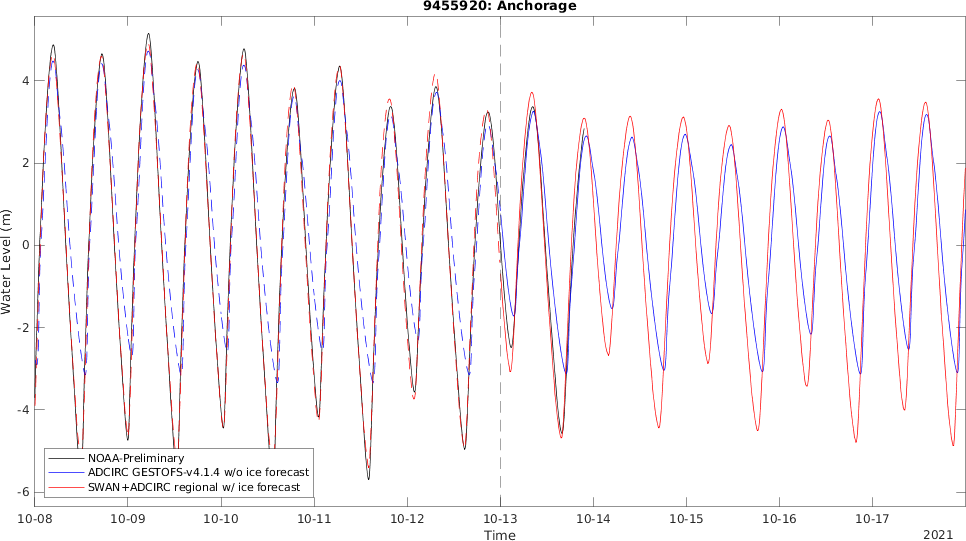 9455920: Anchorage
Water Level (m)
4
2
0
-2
-4
-6
NOAA-Preliminary
ADCIRC GESTOFS-v4.1.4 w/o ice forecast
SWAN+ADCIRC regional w/ ice forecast
10-08
10-09
10-10
10-11
10-12
10-13
10-14
10-15
10-16
10-17
Time
2021